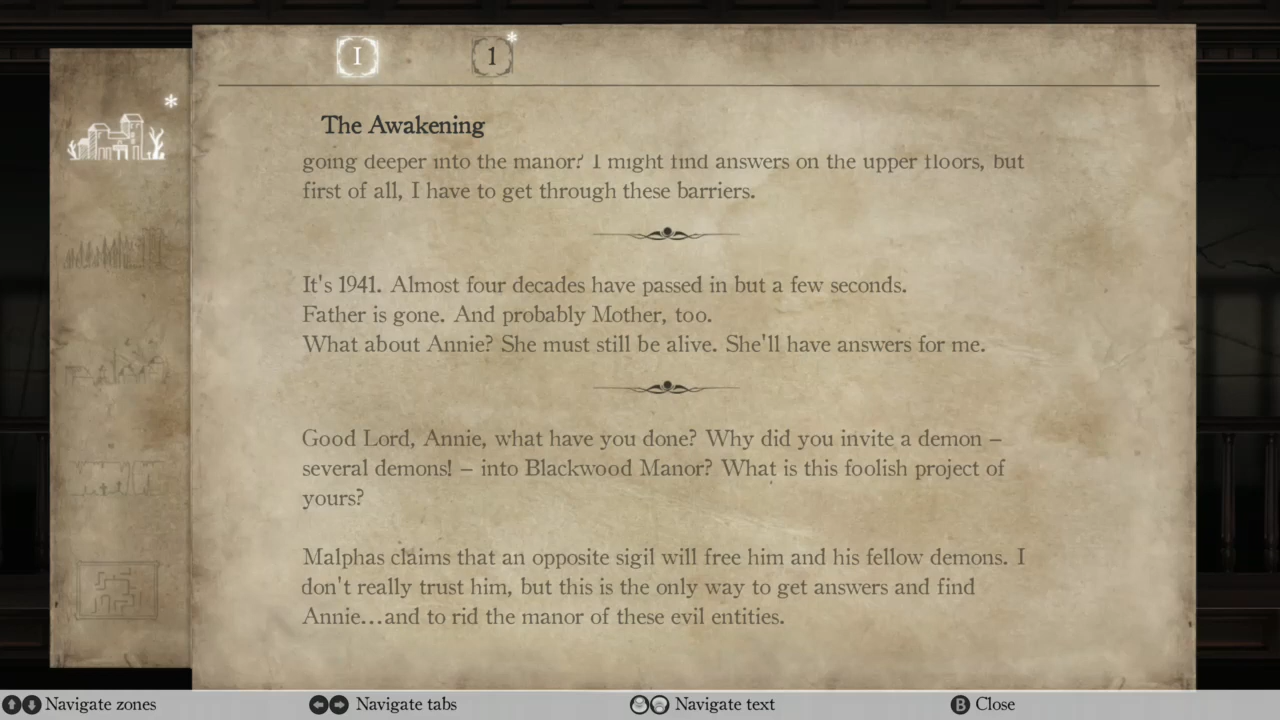 I 1
The Awakening
going deeper into the manor? I might find answers on the upper floors, but
first of all, I have to get through these barriers.
It's 1941. Almost four decades have passed in but a few seconds.
Father is gone. And probably Mother, too.
What about Annie? She must still be alive. She'll have answers for me.
Good Lord, Annie, what have you done? Why did you invite a demon –
several demons! – into Blackwood Manor? What is this foolish project of
yours?
Malphas claims that an opposite sigil will free him and his fellow demons. I
don't really trust him, but this is the only way to get answers and find
Annie...and to rid the manor of these evil entities.
Navigate zones Navigate tabs Navigate text B Close